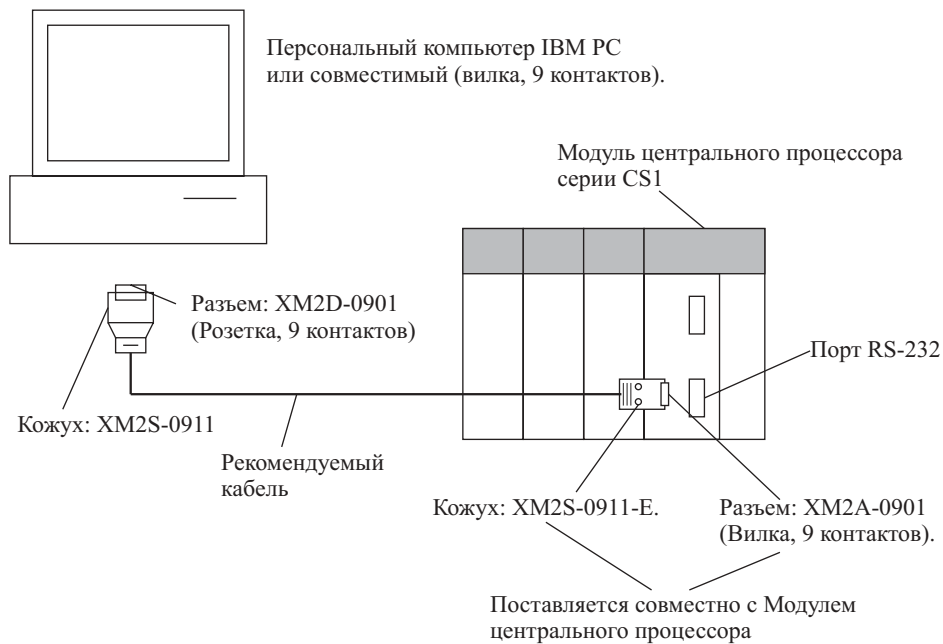 Персональный компьютер IBM PC
или совместимый (вилка, 9 контактов).
Модуль центрального процессора
серии CS1
Разъем: XM2D-0901
(Розетка, 9 контактов)
Порт RS-232
Кожух: XM2S-0911
Рекомендуемый
кабель
Кожух: XM2S-0911-E.
Разъем: XM2A-0901
(Вилка, 9 контактов).
Поставляется совместно с Модулем
центрального процессора